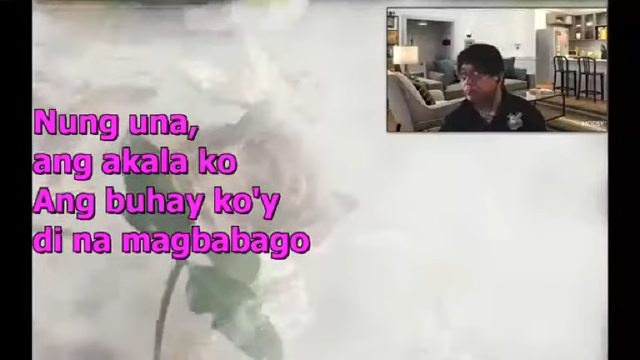 Nung una,
ang akala ko
Ang buhay ko'y
di na magbabago